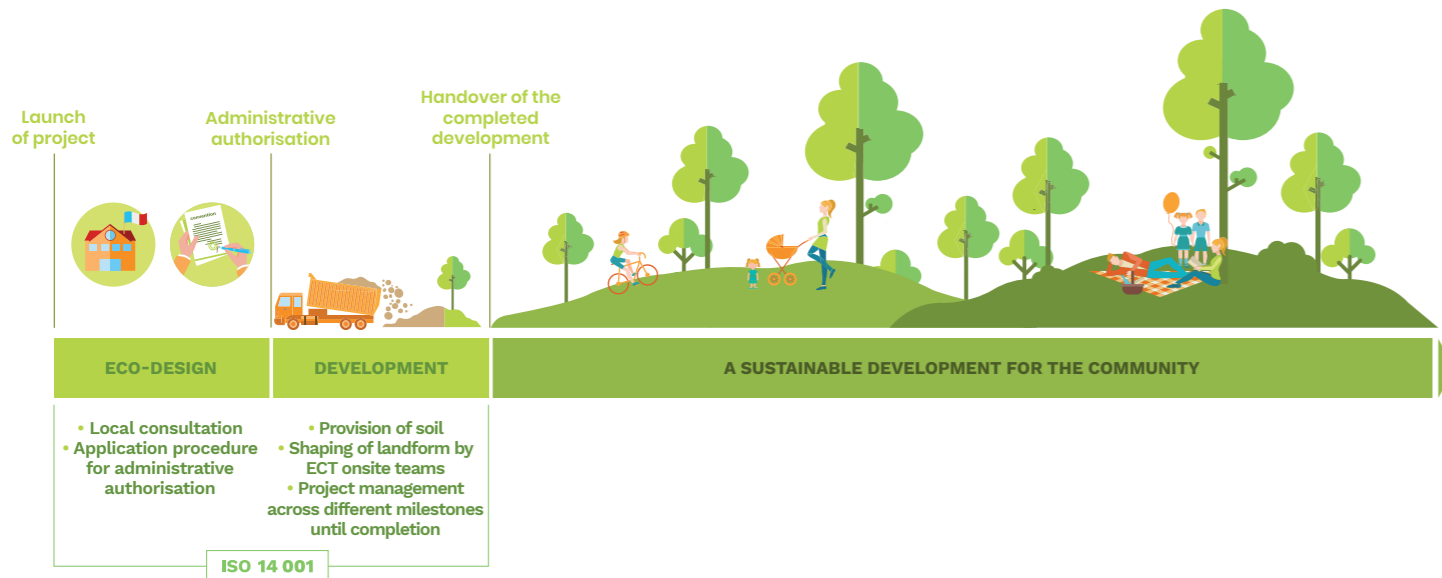 Launch
of project
Administrative
authorisation
Handover of the
completed
development
convention
ECO-DESIGN
DEVELOPMENT
A SUSTAINABLE DEVELOPMENT FOR THE COMMUNITY
• Local consultation
• Application procedure
for administrative
authorisation
• Provision of soil
• Shaping of landform by
ECT onsite teams
• Project management
across different milestones
until completion
ISO 14 001